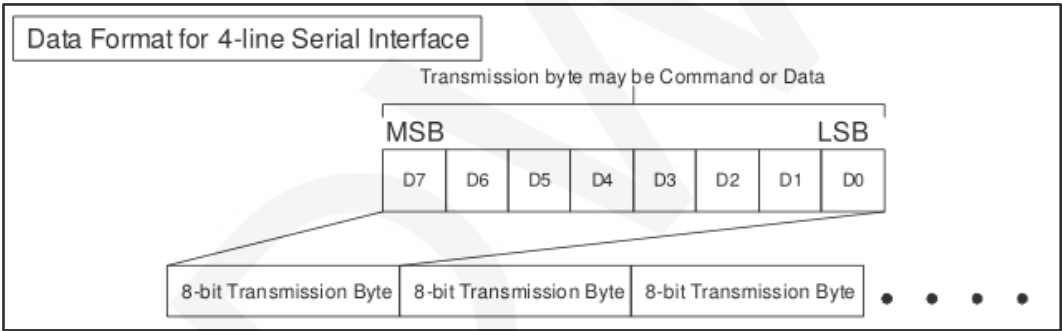 Data Format for 4-line Serial Interface
Transmission byte may be Command or Data
MSB LSB
D7 D6 D5 D4 D3 D2 D1 D0
8-bit Transmission Byte 8-bit Transmission Byte 8-bit Transmission Byte